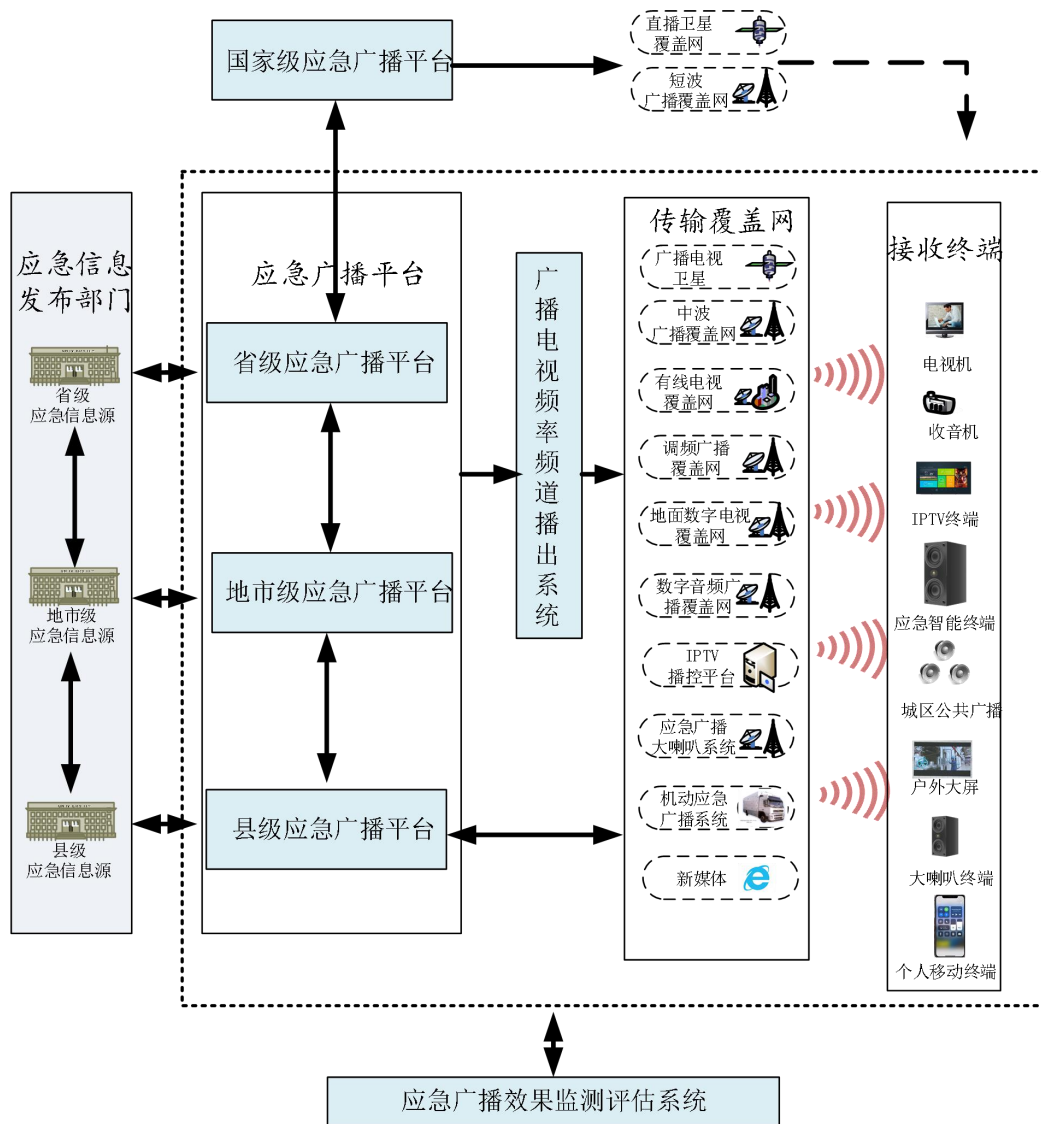 国家级应急广播平台
直播卫星
覆盖网
短波
广播覆盖网
应急信息
发布部门
省级
应急信息源
地市级
应急信息源
县级
应急信息源
应急广播平台
省级应急广播平台
地市级应急广播平台
县级应急广播平台
广播电视频率频道播出系统
传输覆盖网
广播电视
卫星
中波
广播覆盖网
有线电视
覆盖网
调频广播
覆盖网
地面数字电视
覆盖网
数字音频广
播覆盖网
IPTV
播控平台
应急广播
大喇叭系统
机动应急
广播系统
新媒体
接收终端
电视机
收音机
IPTV终端
应急智能终端
城区公共广播
户外大屏
大喇叭终端
个人移动终端
应急广播效果监测评估系统